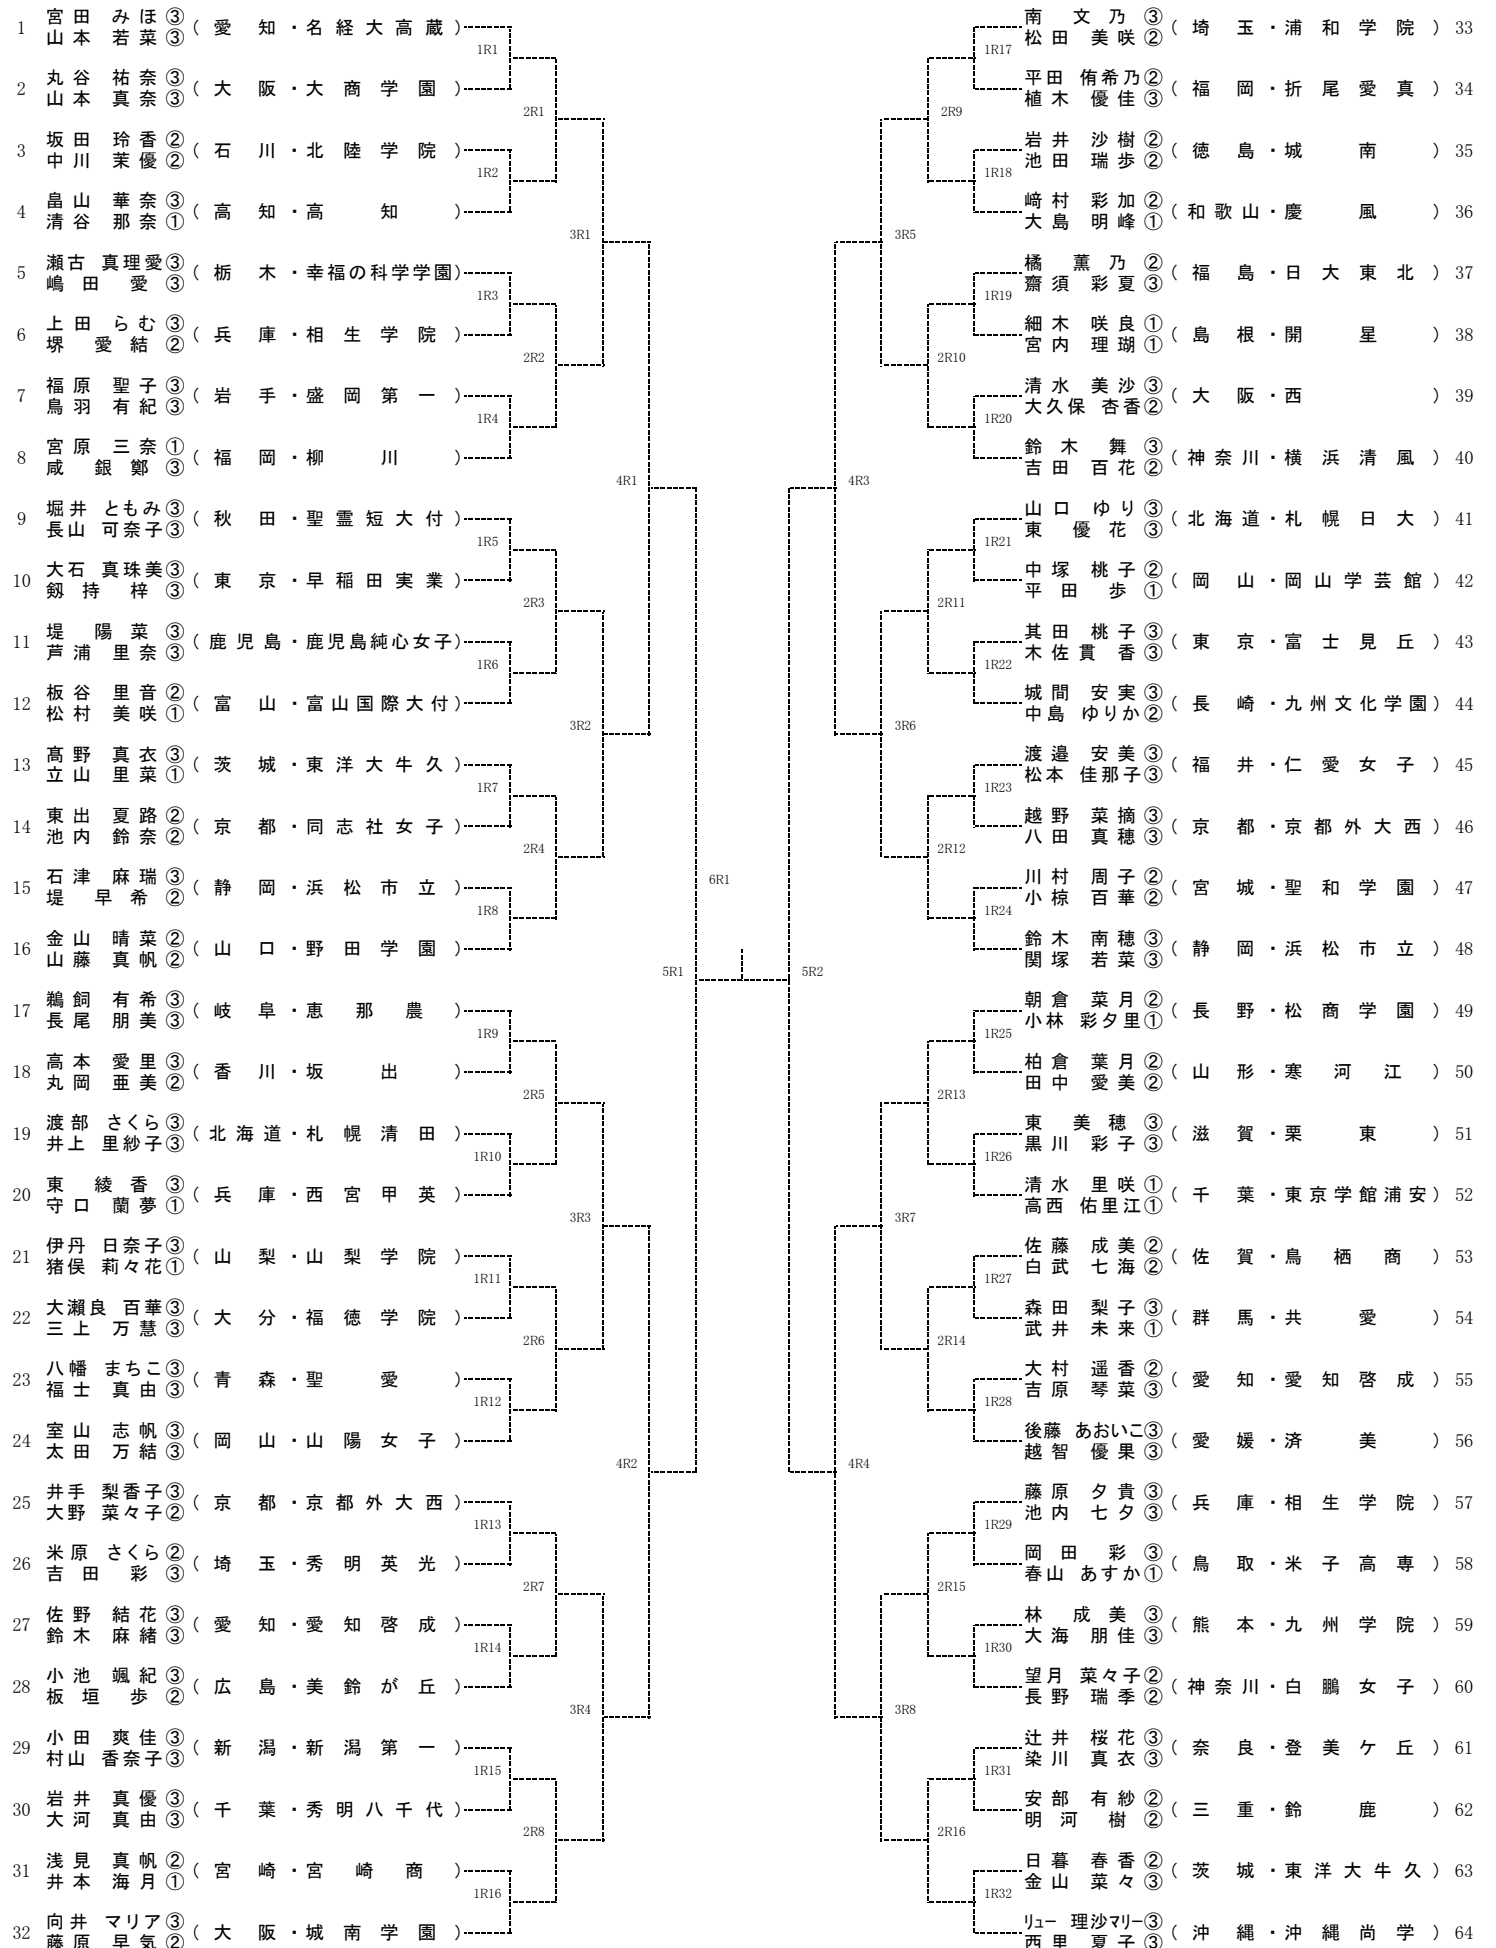 1 宮田 みほ ③ ( 愛知・名経大高蔵 )
山本 若菜 ③
1R1
2 丸谷 祐奈 ③ ( 大阪・大商学園 )
山本 真奈 ③
2R1
3 坂田 玲香 ② ( 石川・北陸学院 )
中川 茉優 ②
1R2
4 畠山 華奈 ③ ( 高知・高知 )
清谷 那奈 ①
3R1
5 瀬古 真理愛 ③ ( 栃木・幸福の科学学園 )
嶋田 愛 ③
1R3
6 上田 らむ ③ ( 兵庫・相生学院 )
堺 愛結 ②
2R2
7 福原 聖子 ③ ( 岩手・盛岡第一 )
鳥羽 有紀 ③
1R4
8 宮原 三奈 ① ( 福岡・柳川 )
咸 銀鄭 ③
4R1
9 堀井 ともみ ③ ( 秋田・聖霊短大付 )
長山 可奈子 ③
1R5
10 大石 真珠美 ③ ( 東京・早稲田実業 )
剱持 梓 ③
2R3
11 堤 陽菜 ③ ( 鹿児島・鹿児島純心女子 )
芦浦 里奈 ③
1R6
12 板谷 里音 ② ( 富山・富山国際大付 )
松村 美咲 ①
3R2
13 髙野 真衣 ③ ( 茨城・東洋大牛久 )
立山 里菜 ①
1R7
14 東出 夏路 ② ( 京都・同志社女子 )
池内 鈴奈 ②
2R4
15 石津 麻瑞 ③ ( 静岡・浜松市立 )
堤 早希 ②
1R8
16 金山 晴菜 ② ( 山口・野田学園 )
山藤 真帆 ②
5R1
17 鵜飼 有希 ③ ( 岐阜・恵那農 )
長尾 朋美 ③
1R9
18 高本 愛里 ③ ( 香川・坂出 )
丸岡 亜美 ②
2R5
19 渡部 さくら ③ ( 北海道・札幌清田 )
井上 里紗子 ③
1R10
20 東 綾香 ③ ( 兵庫・西宮甲英 )
守口 蘭夢 ①
3R3
21 伊丹 日奈子 ③ ( 山梨・山梨学院 )
猪俣 莉々花 ①
1R11
22 大瀬良 百華 ③ ( 大分・福徳学院 )
三上 万慧 ③
2R6
23 八幡 まちこ ③ ( 青森・聖愛 )
福士 真由 ③
1R12
24 室山 志帆 ③ ( 岡山・山陽女子 )
太田 万結 ③
4R2
25 井手 梨香子 ③ ( 京都・京都外大西 )
大野 菜々子 ②
1R13
26 米原 さくら ② ( 埼玉・秀明英光 )
吉田 彩 ③
2R7
27 佐野 結花 ③ ( 愛知・愛知啓成 )
鈴木 麻緒 ③
1R14
28 小池 颯紀 ③ ( 広島・美鈴が丘 )
板垣 歩 ②
3R4
29 小田 爽佳 ③ ( 新潟・新潟第一 )
村山 香奈子 ③
1R15
30 岩井 真優 ③ ( 千葉・秀明八千代 )
大河 真由 ③
2R8
31 浅見 真帆 ② ( 宮崎・宮崎商 )
井本 海月 ①
1R16
32 向井 マリア ③ ( 大阪・城南学園 )
藤原 早気 ②
6R1
南 文乃 ③ ( 埼玉・浦和学院 ) 33
松田 美咲 ②
1R17
平田 侑希乃 ② ( 福岡・折尾愛真 ) 34
植木 優佳 ③
2R9
岩井 沙樹 ② ( 徳島・城南 ) 35
池田 瑞歩 ②
1R18
﨑村 彩加 ② ( 和歌山・慶風 ) 36
大島 明峰 ①
3R5
橘 薫乃 ② ( 福島・日大東北 ) 37
齋須 彩夏 ③
1R19
細木 咲良 ① ( 島根・開星 ) 38
宮内 理瑚 ①
2R10
清水 美沙 ③ ( 大阪・西 ) 39
大久保 杏香 ②
1R20
鈴木 舞 ③ ( 神奈川・横浜清風 ) 40
吉田 百花 ②
4R3
山口 ゆり ③ ( 北海道・札幌日大 ) 41
東 優花 ③
1R21
中塚 桃子 ② ( 岡山・岡山学芸館 ) 42
平田 歩 ①
2R11
其田 桃子 ③ ( 東京・富士見丘 ) 43
木佐貫 香 ③
1R22
城間 安実 ③ ( 長崎・九州文化学園 ) 44
中島 ゆりか ②
3R6
渡邉 安美 ③ ( 福井・仁愛女子 ) 45
松本 佳那子 ③
1R23
越野 菜摘 ③ ( 京都・京都外大西 ) 46
八田 真穂 ③
2R12
川村 周子 ② ( 宮城・聖和学園 ) 47
小椋 百華 ②
1R24
鈴木 南穂 ③ ( 静岡・浜松市立 ) 48
関塚 若菜 ③
5R2
朝倉 菜月 ② ( 長野・松商学園 ) 49
小林 彩夕里 ①
1R25
柏倉 葉月 ② ( 山形・寒河江 ) 50
田中 愛美 ②
2R13
東 美穂 ③ ( 滋賀・栗東 ) 51
黒川 彩子 ③
1R26
清水 里咲 ① ( 千葉・東京学館浦安 ) 52
高西 佑里江 ①
3R7
佐藤 成美 ② ( 佐賀・鳥栖商 ) 53
白武 七海 ②
1R27
森田 梨子 ③ ( 群馬・共愛 ) 54
武井 未来 ①
2R14
大村 遥香 ② ( 愛知・愛知啓成 ) 55
吉原 琴菜 ③
1R28
後藤 あおいこ ③ ( 愛媛・済美 ) 56
越智 優果 ③
4R4
藤原 夕貴 ③ ( 兵庫・相生学院 ) 57
池内 七夕 ③
1R29
岡田 彩 ③ ( 鳥取・米子高専 ) 58
春山 あすか ①
2R15
林 成美 ③ ( 熊本・九州学院 ) 59
大海 朋佳 ③
1R30
望月 菜々子 ② ( 神奈川・白鵬女子 ) 60
長野 瑞季 ②
3R8
辻井 桜花 ③ ( 奈良・登美ケ丘 ) 61
染川 真衣 ③
1R31
安部 有紗 ② ( 三重・鈴鹿 ) 62
明河 樹 ②
2R16
日暮 春香 ② ( 茨城・東洋大牛久 ) 63
金山 菜々 ③
1R32
リュー 理沙マリー ③ ( 沖縄・沖縄尚学 ) 64
西里 夏子 ③